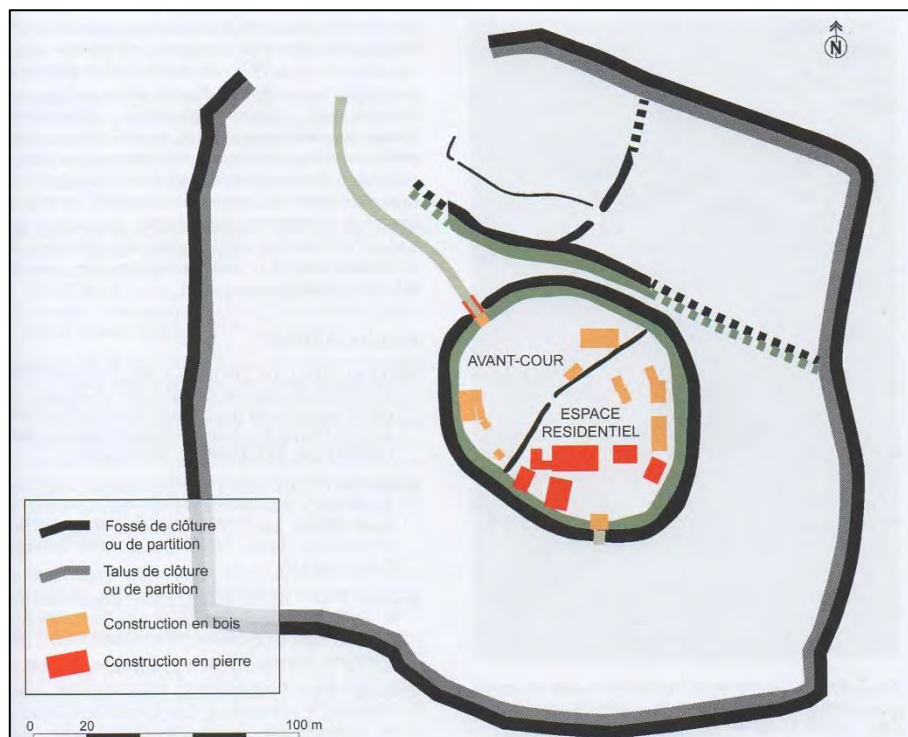 N
AVANT-COUR
ESPACE
RESIDENTIEL
Fossé de clôture
ou de partition
Talus de clôture
ou de partition
Construction en bois
Construction en pierre
0 20 100 m